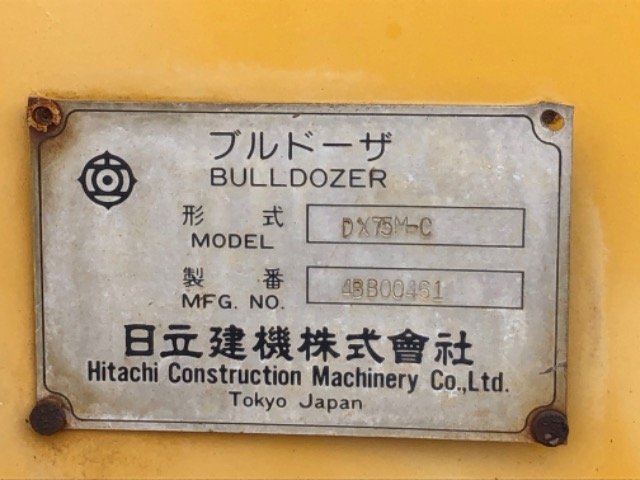 ブルドーザ
BULLDOZER
形 式
MODEL DX75M-C
製 番
MFG. NO. 4BB00461
日立建機株式會社
Hitachi Construction Machinery Co.,Ltd.
Tokyo Japan